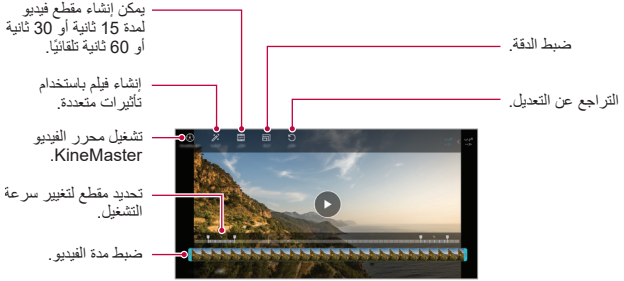 يمكن إنشاء مقطع فيديو
لمدة 15 ثانية أو 30 ثانية
أو 60 ثانية تلقائيًا.
إنشاء فيلم باستخدام
تأثيرات متعددة.
تشغيل محرر الفيديو
KineMaster.
تحديد مقطع لتغيير سرعة
التشغيل.
ضبط مدة الفيديو.
ضبط الدقة.
التراجع عن التعديل.